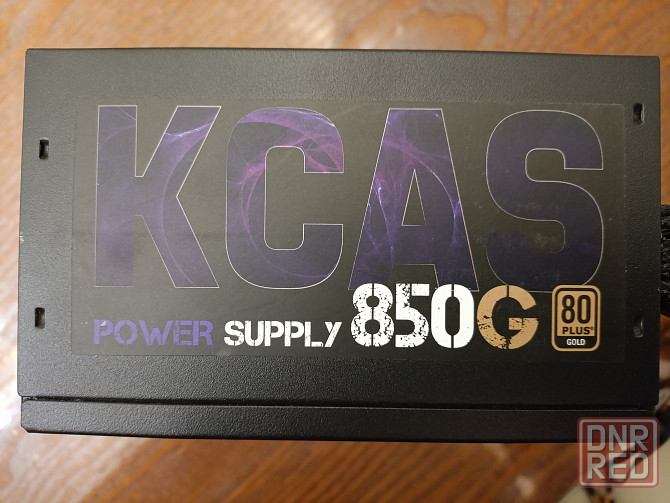 KCAS
POWER SUPPLY 850G
80
PLUS®
GOLD
DNR
RED